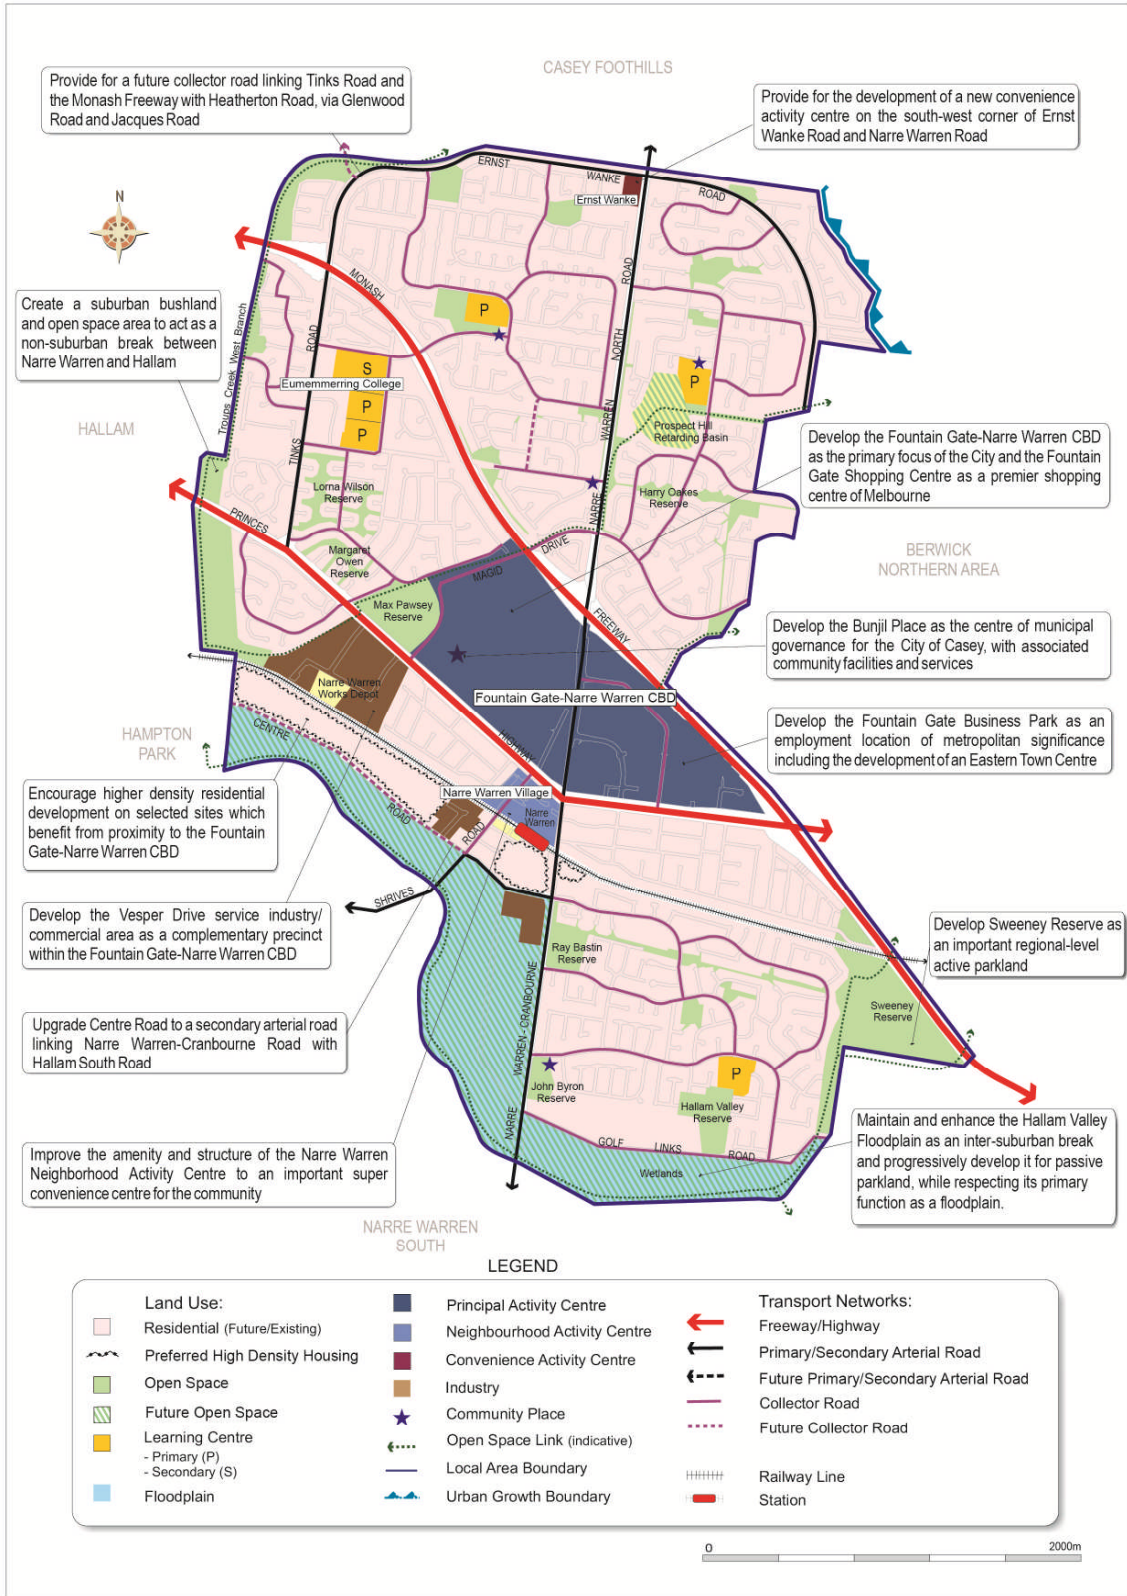 CASEY FOOTHILLS
Provide for a future collector road linking Tinks Road and
the Monash Freeway with Heatherton Road, via Glenwood
Road and Jacques Road
Provide for the development of a new convenience
activity centre on the south-west corner of Ernst
Wanke Road and Narre Warren Road
N
ERNST
WANKE
ROAD
Ernst Wanke
MONASH
ROAD
Create a suburban bushland
and open space area to act as a
non-suburban break between
Narre Warren and Hallam
Troups Creek West Branch
ROAD
P
NORTH
S
Eumemmerring College
P
P
P
HALLAM
TINKS
WARREN
Prospect Hill
Retarding Basin
Develop the Fountain Gate-Narre Warren CBD
as the primary focus of the City and the Fountain
Gate Shopping Centre as a premier shopping
centre of Melbourne
Lorna Wilson
Reserve
Harry Oakes
Reserve
NARRE
PRINCES
DRIVE
MAGID
Margaret
Owen
Reserve
BERWICK
NORTHERN AREA
Max Pawsey
Reserve
FREEWAY
Develop the Bunjil Place as the centre of municipal
governance for the City of Casey, with associated
community facilities and services
Narre Warren
Works Depot
Fountain Gate-Narre Warren CBD
HAMPTON
PARK
CENTRE
HIGHWAY
Develop the Fountain Gate Business Park as an
employment location of metropolitan significance
including the development of an Eastern Town Centre
Encourage higher density residential
development on selected sites which
benefit from proximity to the Fountain
Gate-Narre Warren CBD
Narre Warren Village
ROAD
ROAD
Narre
Warren
SHRIVES
Develop the Vesper Drive service industry/
commercial area as a complementary precinct
within the Fountain Gate-Narre Warren CBD
Develop Sweeney Reserve as
an important regional-level
active parkland
Ray Bastin
Reserve
Sweeney
Reserve
Upgrade Centre Road to a secondary arterial road
linking Narre Warren-Cranbourne Road with
Hallam South Road
WARREN - CRANBOURNE
P
John Byron
Reserve
Hallam Valley
Reserve
NARRE
GOLF
LINKS
ROAD
Wetlands
Maintain and enhance the Hallam Valley
Floodplain as an inter-suburban break
and progressively develop it for passive
parkland, while respecting its primary
function as a floodplain.
Improve the amenity and structure of the Narre Warren
Neighborhood Activity Centre to an important super
convenience centre for the community
NARRE WARREN
SOUTH
LEGEND
Land Use:
Residential (Future/Existing)
Preferred High Density Housing
Open Space
Future Open Space
Learning Centre
- Primary (P)
- Secondary (S)
Floodplain
Principal Activity Centre
Neighbourhood Activity Centre
Convenience Activity Centre
Industry
Community Place
Open Space Link (indicative)
Local Area Boundary
Urban Growth Boundary
Transport Networks:
Freeway/Highway
Primary/Secondary Arterial Road
Future Primary/Secondary Arterial Road
Collector Road
Future Collector Road
Railway Line
Station
0
2000m